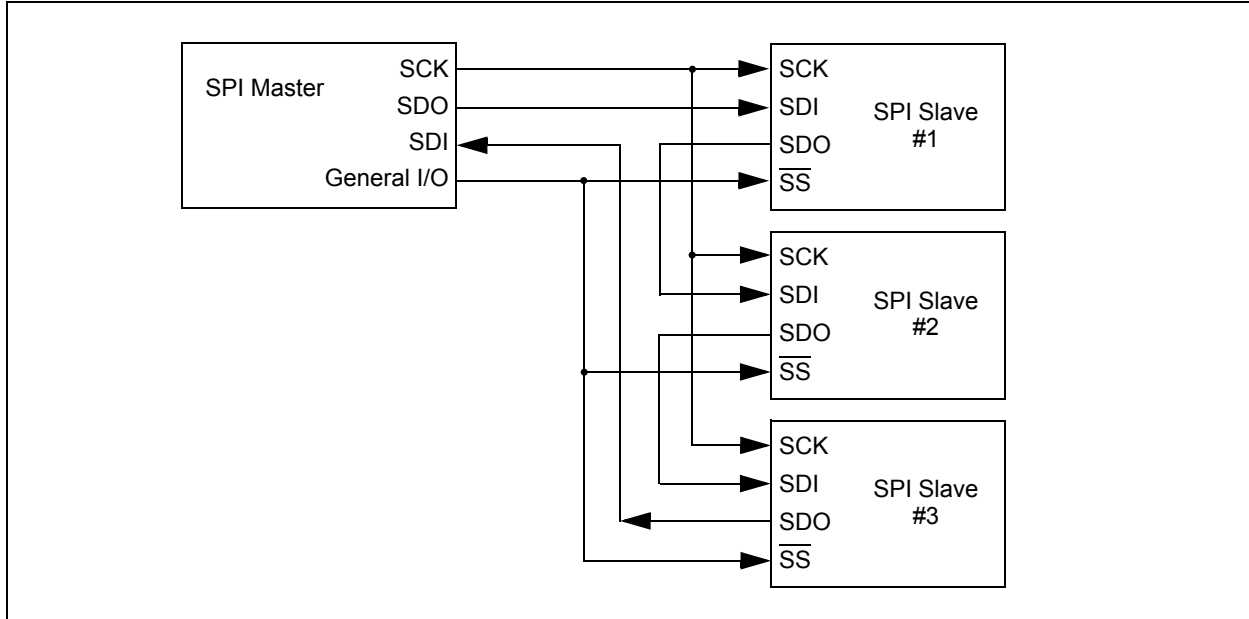 SPI Master
SCK
SDO
SDI
General I/O
SCK
SDI
SDO
SS
SPI Slave
#1
SCK
SDI
SDO
SS
SPI Slave
#2
SCK
SDI
SDO
SS
SPI Slave
#3